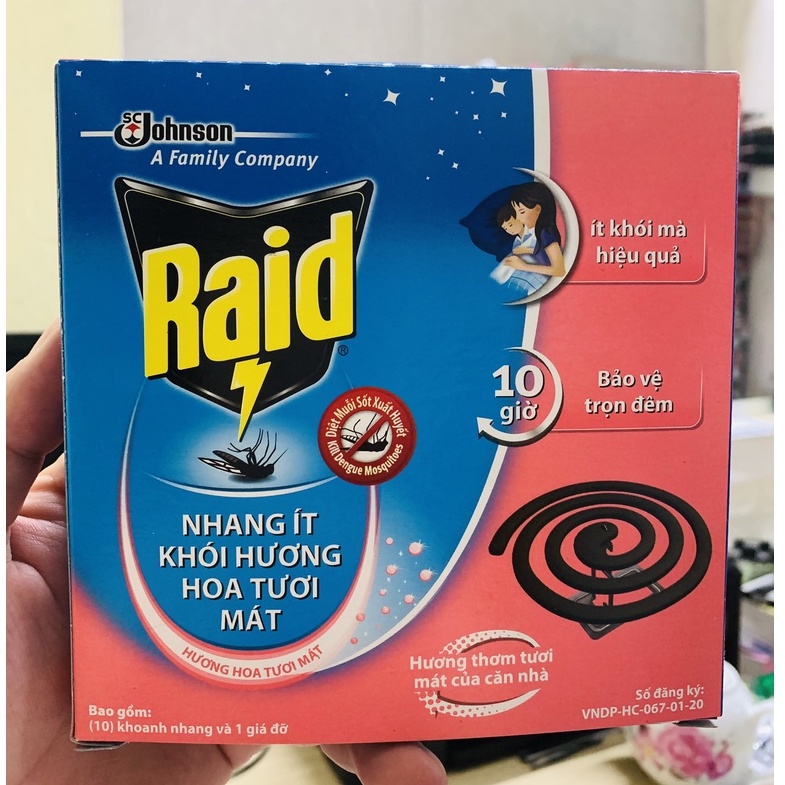 SC
Johnson
A Family Company
Raid
®
Diệt Muỗi Sốt Xuất Huyết
Kill Dengue Mosquitoes
NHANG ÍT
KHÓI HƯƠNG
HOA TƯƠI
MÁT
HƯƠNG HOA TƯƠI MÁT
ít khói mà
hiệu quả
10
giờ
Bảo vệ
trọn đêm
Hương thơm tươi
mát của căn nhà
Bao gồm:
(10) khoanh nhang và 1 giá đỡ
Số đăng ký:
VNDP-HC-067-01-20